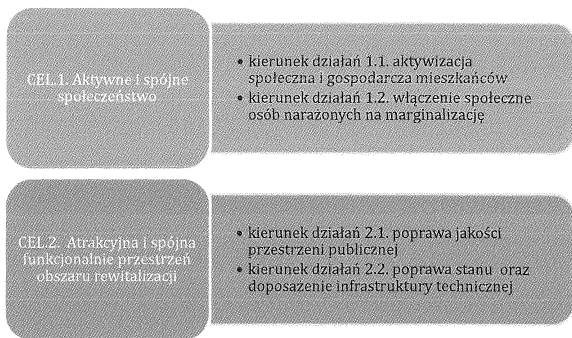 CEL.1. Aktywne i spójne
społeczeństwo
• kierunek działań 1.1. aktywizacja
społeczna i gospodarcza mieszkańców
• kierunek działań 1.2. włączenie społeczne
osób narażonych na marginalizację
CEL.2. Atrakcyjna i spójna
funkcjonalnie przestrzeń
obszaru rewitalizacji
• kierunek działań 2.1. poprawa jakości
przestrzeni publicznej
• kierunek działań 2.2. poprawa stanu oraz
doposażenie infrastruktury technicznej